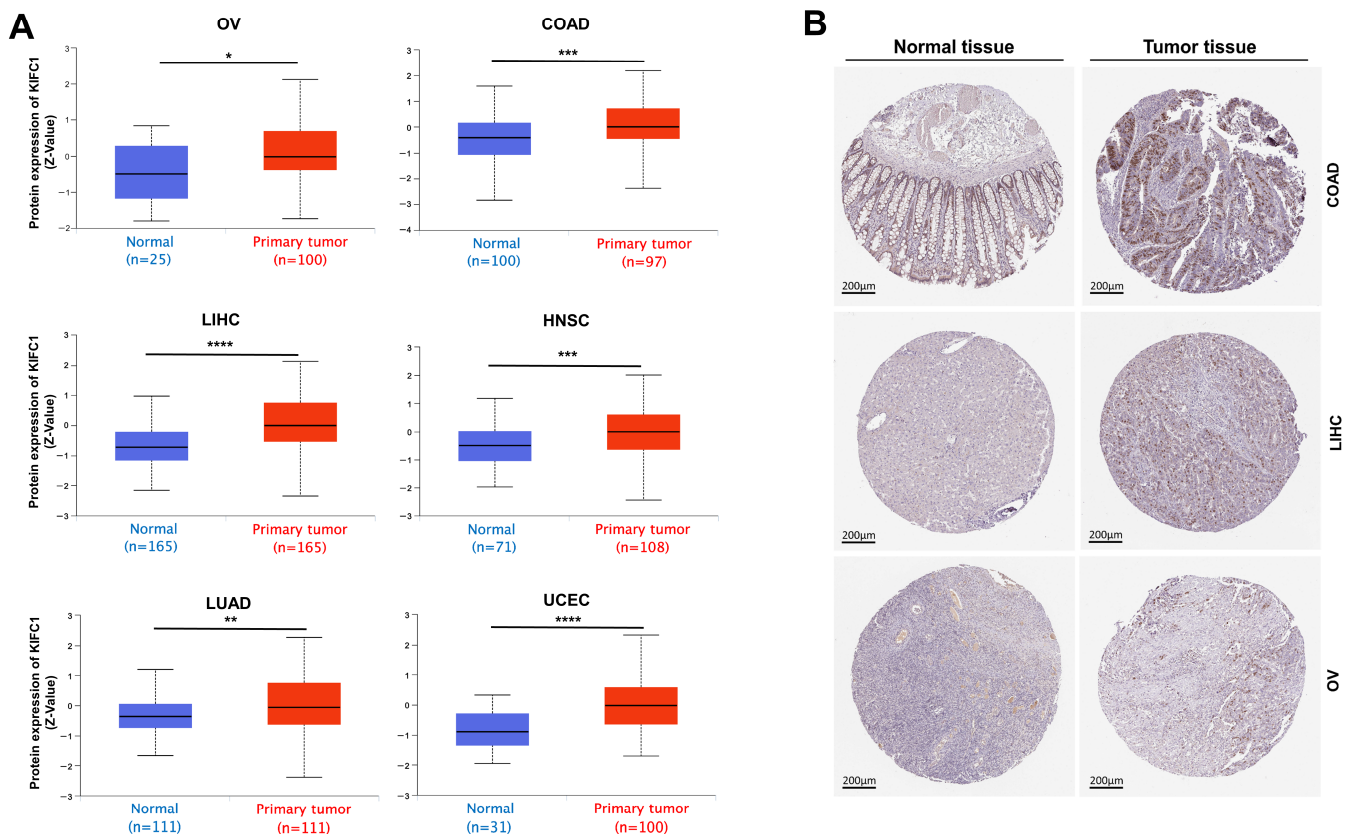 A
OV
Protein expression of KIFC1
(Z-Value)
3
2
1
0
−1
−2
*
Normal
(n=25)
Primary tumor
(n=100)
COAD
3
2
1
0
−1
−2
−3
−4
***
Normal
(n=100)
Primary tumor
(n=97)
LIHC
Protein expression of KIFC1
(Z-Value)
3
2
1
0
−1
−2
−3
****
Normal
(n=165)
Primary tumor
(n=165)
HNSC
3
2
1
0
−1
−2
−3
***
Normal
(n=71)
Primary tumor
(n=108)
LUAD
Protein expression of KIFC1
(Z-Value)
3
2
1
0
−1
−2
−3
**
Normal
(n=111)
Primary tumor
(n=111)
UCEC
3
2
1
0
−1
−2
−3
****
Normal
(n=31)
Primary tumor
(n=100)
B
Normal tissue
Tumor tissue
200μm
200μm
COAD
200μm
200μm
LIHC
200μm
200μm
OV